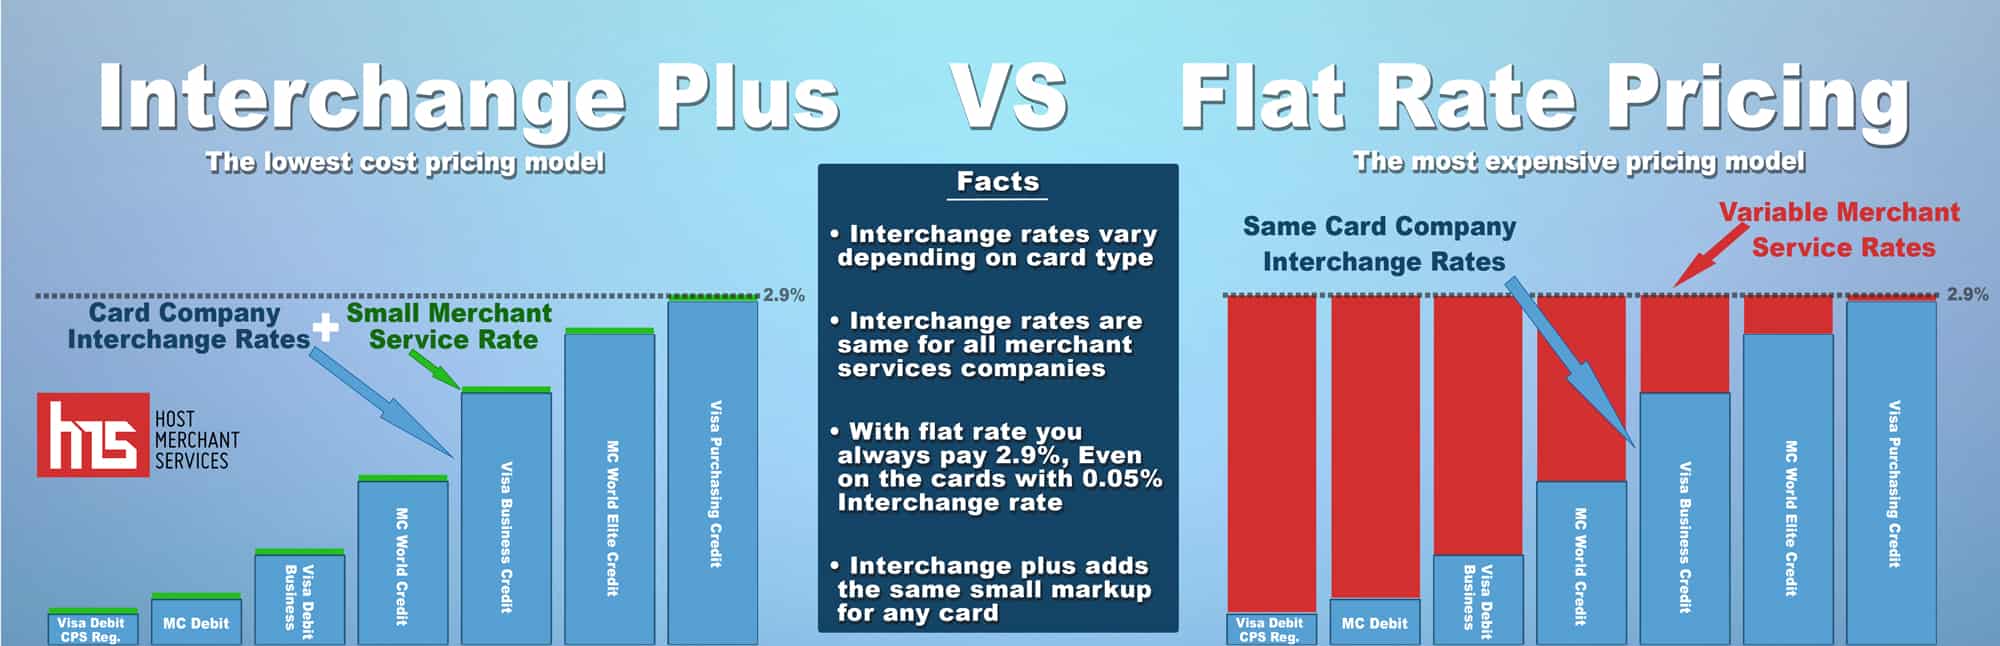 Interchange Plus
The lowest cost pricing model
VS
Flat Rate Pricing
The most expensive pricing model
Card Company
Interchange Rates
+
Small Merchant
Service Rate
2.9%
hms
HOST
MERCHANT
SERVICES
Visa Debit
CPS Reg.
MC Debit
Visa Debit
Business
MC World Credit
Visa Business Credit
MC World Elite Credit
Visa Purchasing Credit
Facts
• Interchange rates vary
depending on card type
• Interchange rates are
same for all merchant
services companies
• With flat rate you
always pay 2.9%, Even
on the cards with 0.05%
Interchange rate
• Interchange plus adds
the same small markup
for any card
Same Card Company
Interchange Rates
Variable Merchant
Service Rates
2.9%
Visa Debit
CPS Reg.
MC Debit
Visa Debit
Business
MC World Credit
Visa Business Credit
MC World Elite Credit
Visa Purchasing Credit